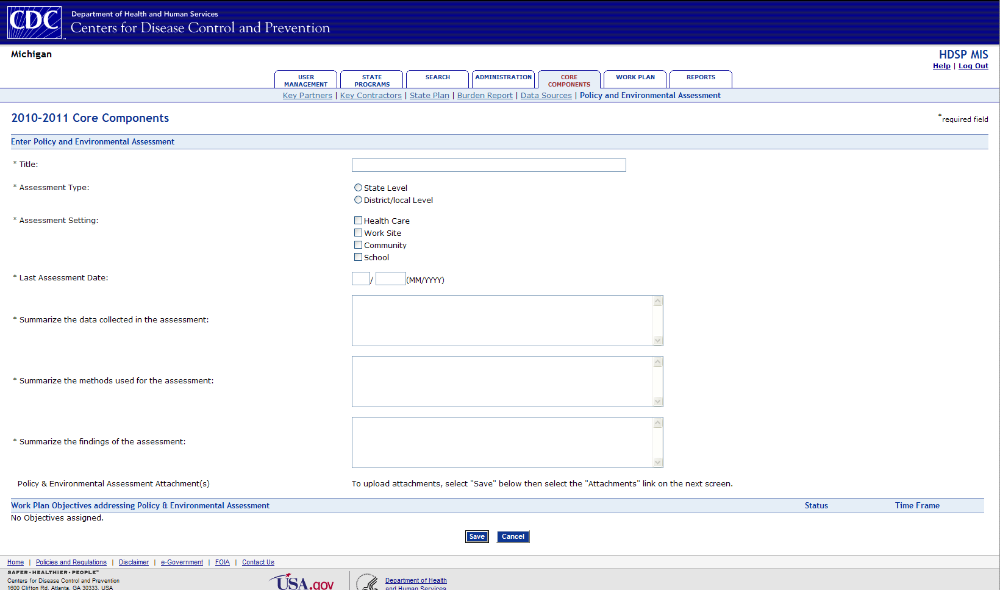 CDC
Department of Health and Human Services
Centers for Disease Control and Prevention
™
Michigan
HDSP MIS
Help | Log Out
USER MANAGEMENT
STATE PROGRAMS
SEARCH
ADMINISTRATION
CORE COMPONENTS
WORK PLAN
REPORTS
Key Partners | Key Contractors | State Plan | Burden Report | Data Sources | Policy and Environmental Assessment
2010-2011 Core Components
*required field
Enter Policy and Environmental Assessment
* Title:
* Assessment Type:
State Level
District/local Level
* Assessment Setting:
Health Care
Work Site
Community
School
* Last Assessment Date:
/ (MM/YYYY)
* Summarize the data collected in the assessment:
* Summarize the methods used for the assessment:
* Summarize the findings of the assessment:
Policy & Environmental Assessment Attachment(s)
To upload attachments, select "Save" below then select the "Attachments" link on the next screen.
Work Plan Objectives addressing Policy & Environmental Assessment Status Time Frame
No Objectives assigned.
Save Cancel
Home | Policies and Regulations | Disclaimer | e-Government | FOIA | Contact Us
SAFER•HEALTHIER•PEOPLE™
Centers for Disease Control and Prevention
1600 Clifton Rd, Atlanta, GA 30333, USA
USA.gov
Department of Health
and Human Services